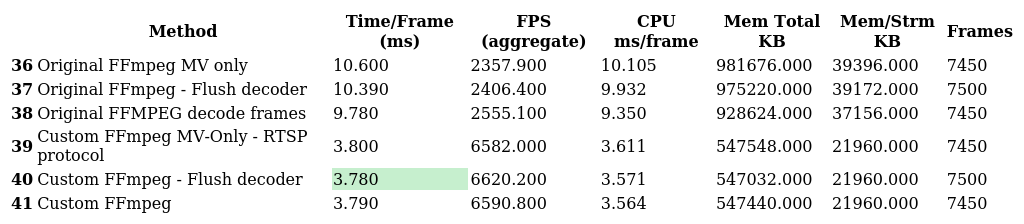 Method Time/Frame (ms) FPS (aggregate) CPU ms/frame Mem Total KB Mem/Strm KB Frames
36 Original FFmpeg MV only 10.600 2357.900 10.105 981676.000 39396.000 7450
37 Original FFmpeg - Flush decoder 10.390 2406.400 9.932 975220.000 39172.000 7500
38 Original FFMPEG decode frames 9.780 2555.100 9.350 928624.000 37156.000 7450
39 Custom FFmpeg MV-Only - RTSP protocol 3.800 6582.000 3.611 547548.000 21960.000 7450
40 Custom FFmpeg - Flush decoder 3.780 6620.200 3.571 547032.000 21960.000 7500
41 Custom FFmpeg 3.790 6590.800 3.564 547440.000 21960.000 7450